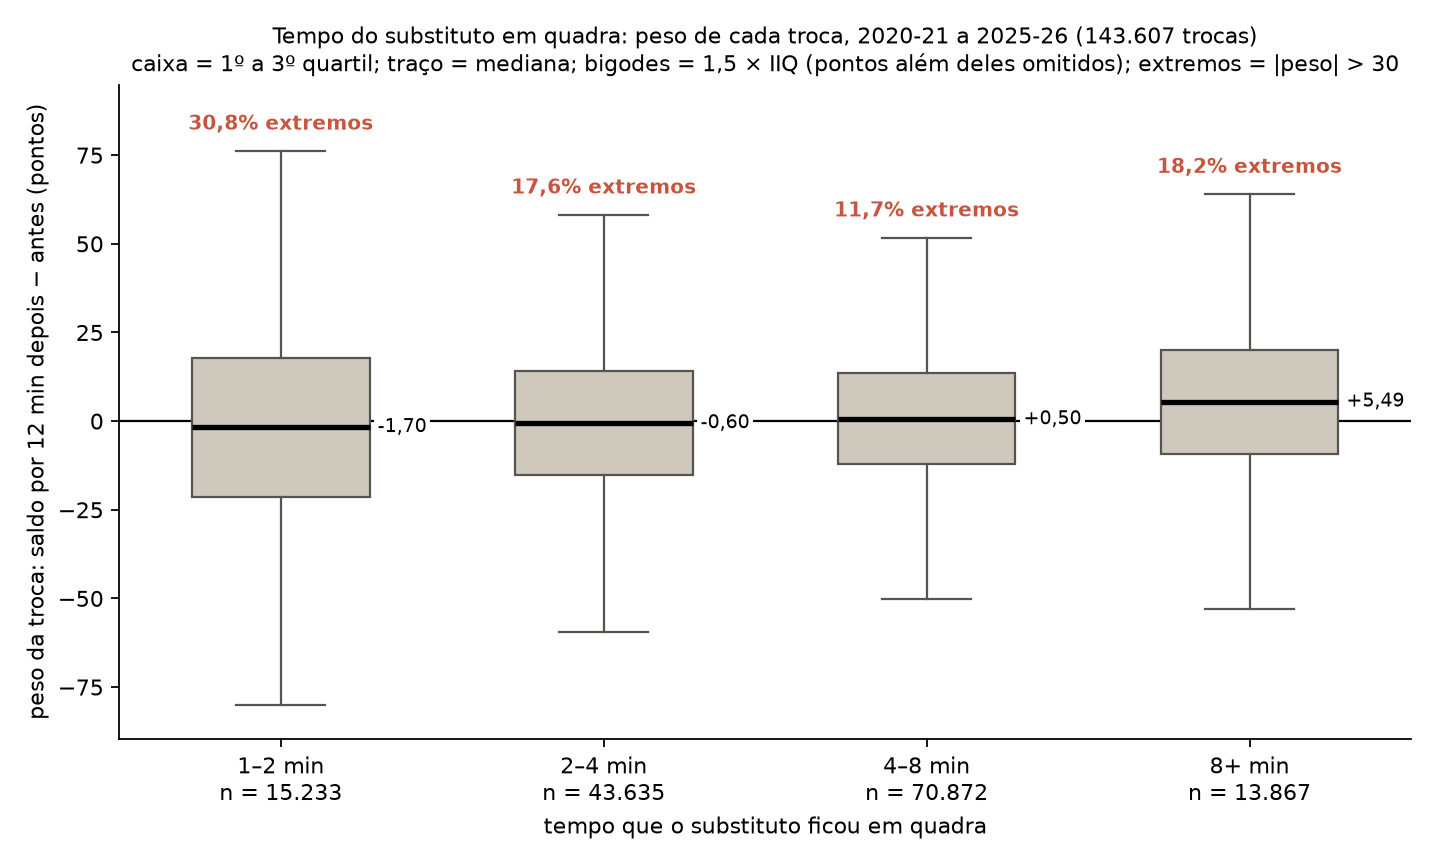 Tempo do substituto em quadra: peso de cada troca, 2020-21 a 2025-26 (143.607 trocas)
caixa = 1º a 3º quartil; traço = mediana; bigodes = 1,5 × IIQ (pontos além deles omitidos); extremos = |peso| > 30
peso da troca: saldo por 12 min depois − antes (pontos)
75
50
25
0
−25
−50
−75
30,8% extremos
17,6% extremos
11,7% extremos
18,2% extremos
-1,70
-0,60
+0,50
+5,49
1–2 min
n = 15.233
2–4 min
n = 43.635
4–8 min
n = 70.872
8+ min
n = 13.867
tempo que o substituto ficou em quadra